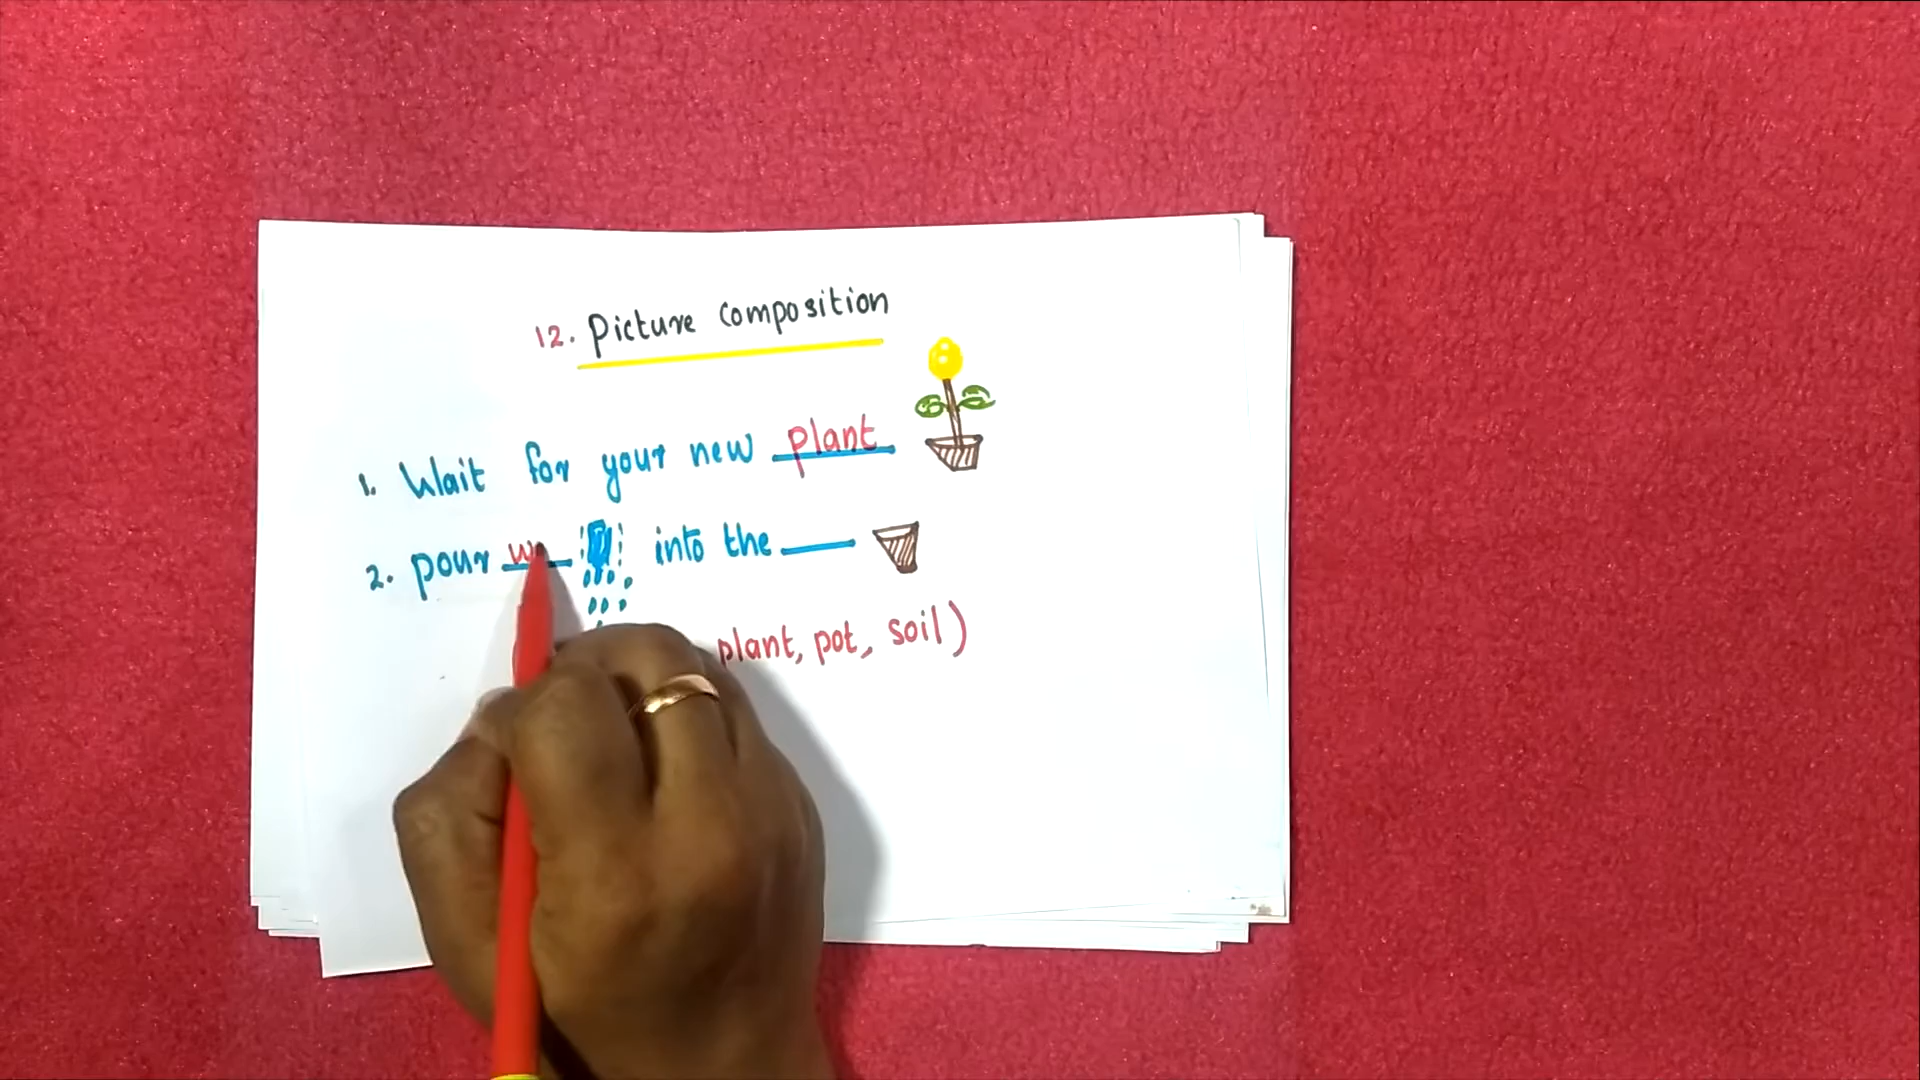 12. Picture composition
1. Wait for your new plant
2. pour w into the
plant, pot, soil)